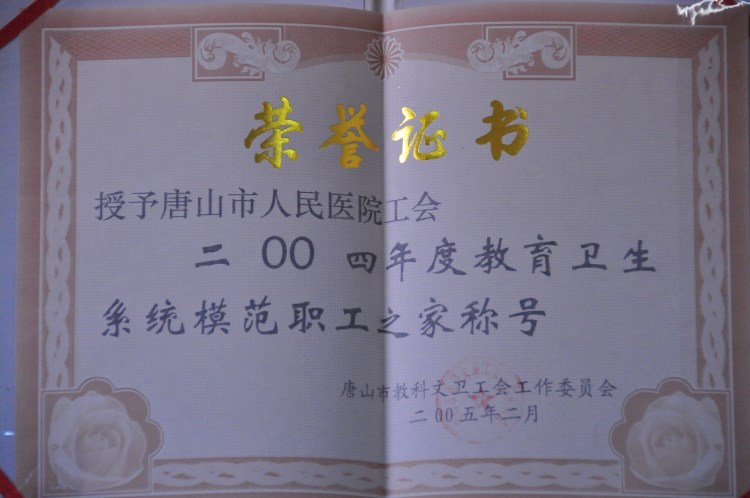 荣誉证书
授予唐山市人民医院工会
二00四年度教育卫生
系统模范职工之家称号
唐山市教科文卫工会工作委员会
二00五年二月